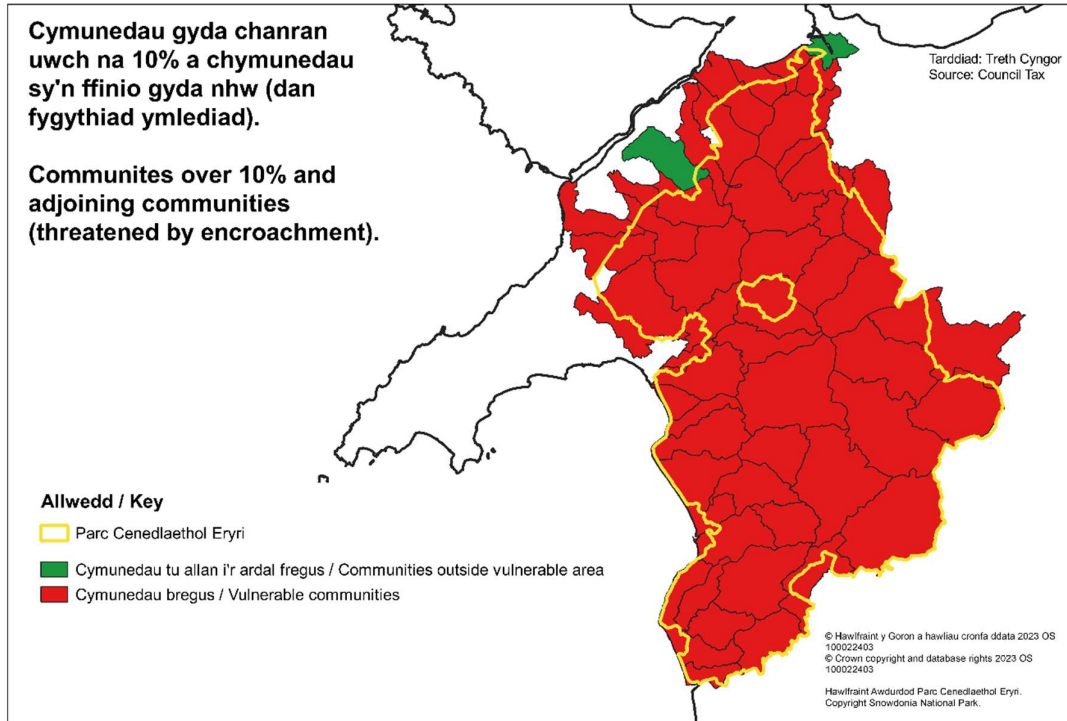 Cymunedau gyda chanran
uwch na 10% a chymunedau
sy'n ffinio gyda nhw (dan
fygythiad ymlediad).
Communites over 10% and
adjoining communities
(threatened by encroachment).
Tarddiad: Treth Cyngor
Source: Council Tax
Allwedd / Key
Parc Cenedlaethol Eryri
Cymunedau tu allan i'r ardal fregus / Communities outside vulnerable area
Cymunedau bregus / Vulnerable communities
© Hawlfraint y Goron a hawliau cronfa ddata 2023 OS
100022403
© Crown copyright and database rights 2023 OS
100022403
Hawlfraint Awdurdod Parc Cenedlaethol Eryri.
Copyright Snowdonia National Park.